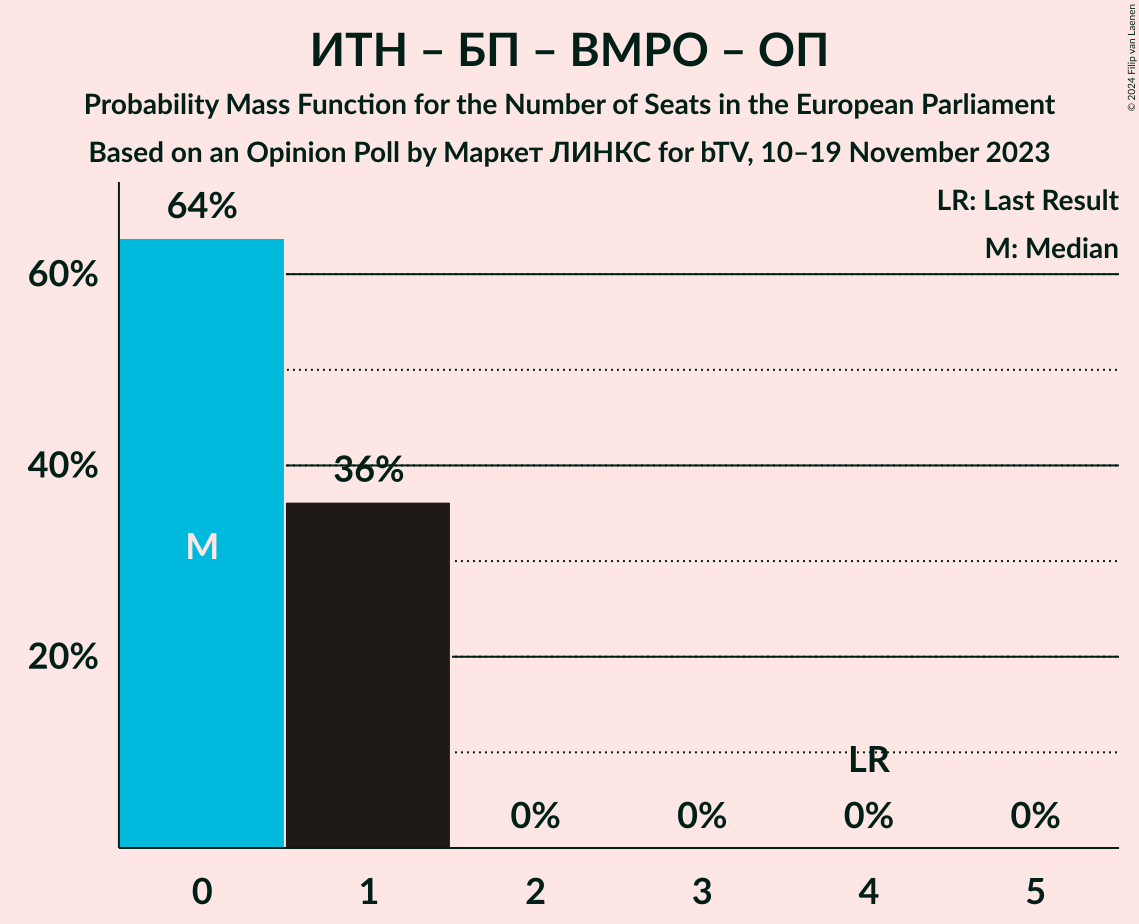 ИТН – БП – ВМРО – ОП
Probability Mass Function for the Number of Seats in the European Parliament
Based on an Opinion Poll by Маркет ЛИНКС for bTV, 10–19 November 2023
© 2024 Filip van Laenen
LR: Last Result
M: Median
64%
60%
40%
36%
M
20%
LR
0%
0%
0%
0%
0
1
2
3
4
5